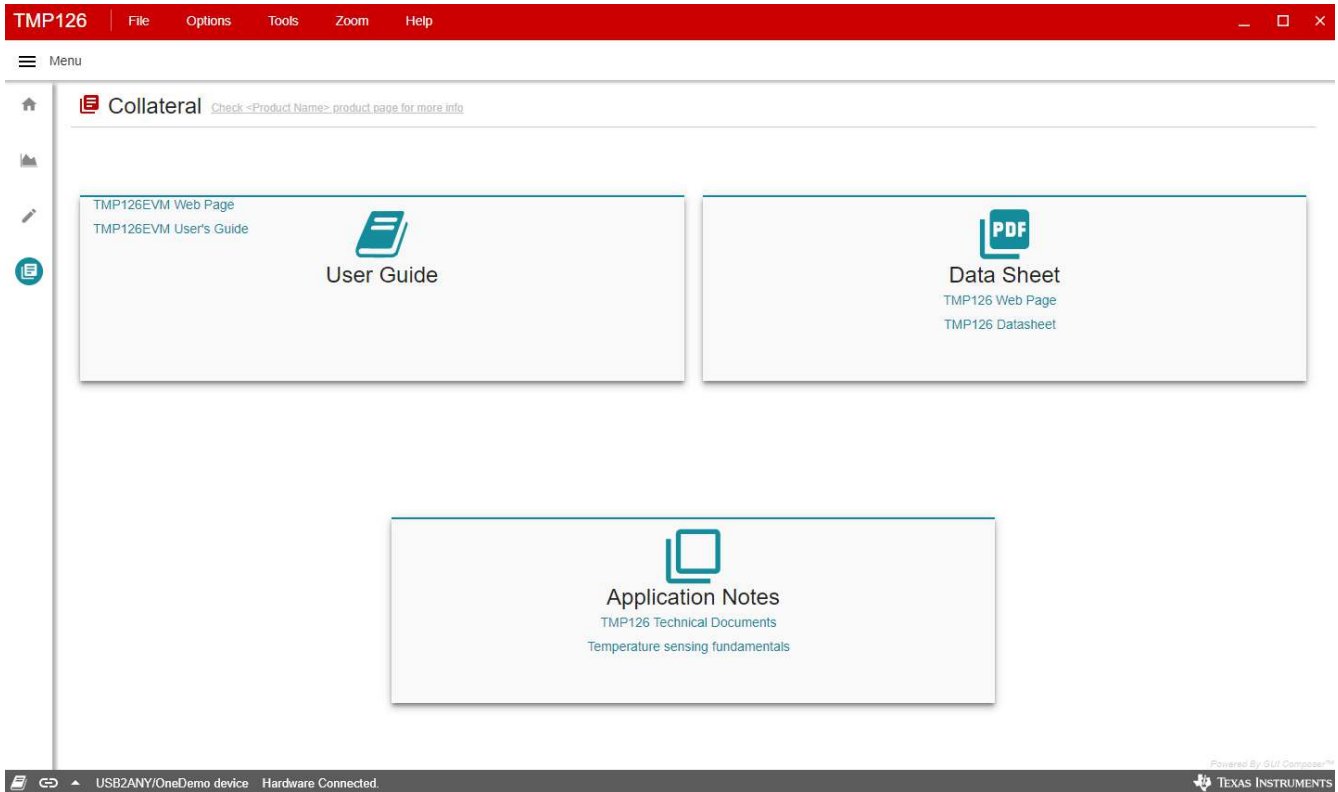 TMP126 File Options Tools Zoom Help
Menu
Collateral Check <Product Name> product page for more info
TMP126EVM Web Page
TMP126EVM User's Guide
User Guide
PDF
Data Sheet
TMP126 Web Page
TMP126 Datasheet
Application Notes
TMP126 Technical Documents
Temperature sensing fundamentals
Powered By GUI Composer™
USB2ANY/OneDemo device Hardware Connected. TEXAS INSTRUMENTS